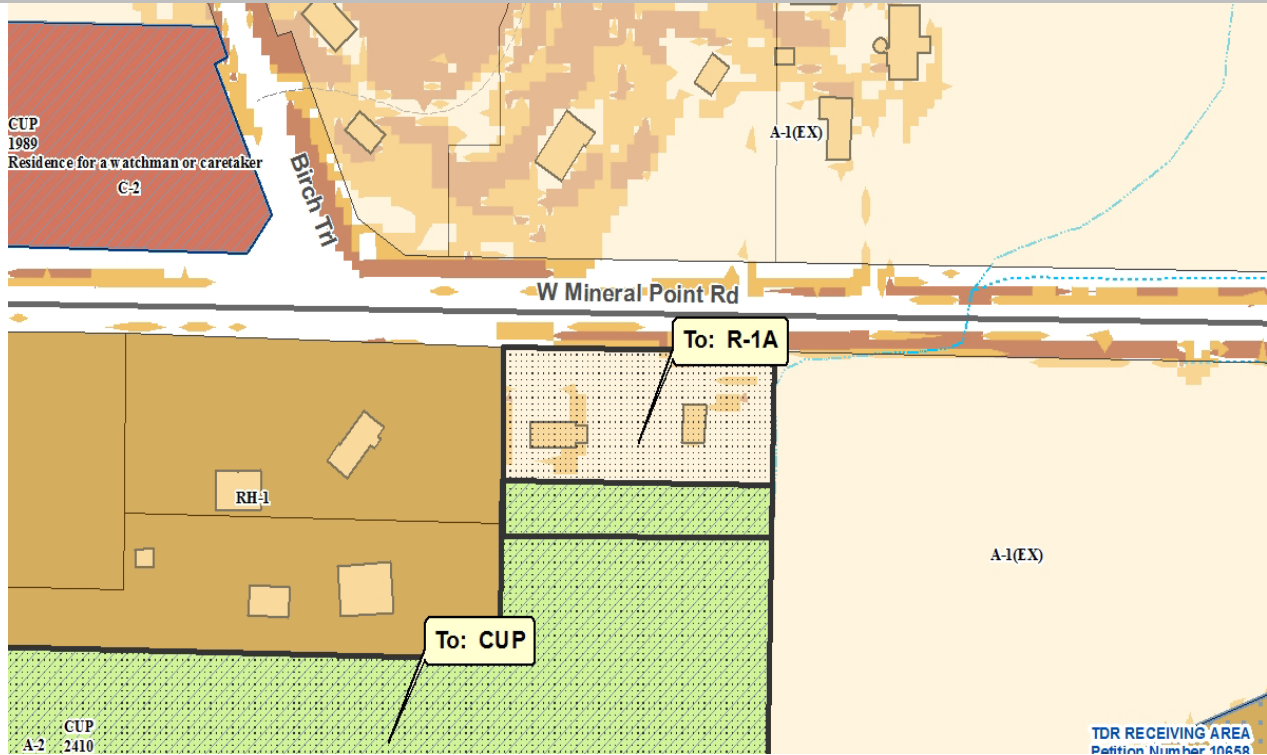 CUP
1989
Residence for a watchman or caretaker
C-2
Birch Trl
A-1(EX)
W Mineral Point Rd
To: R-1A
RH-1
A-1(EX)
To: CUP
CUP
A-2 2410
TDR RECEIVING AREA
Petition Number 10658